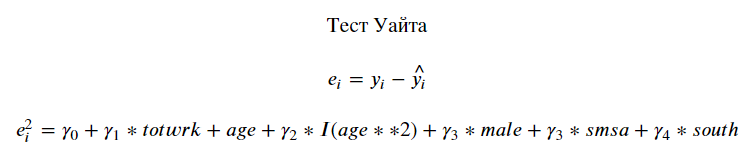 Тест Уайта
e_i = y_i − ŷ_i
e_i^2 = γ_0 + γ_1 * totwrk + age + γ_2 * I(age * *2) + γ_3 * male + γ_3 * smsa + γ_4 * south